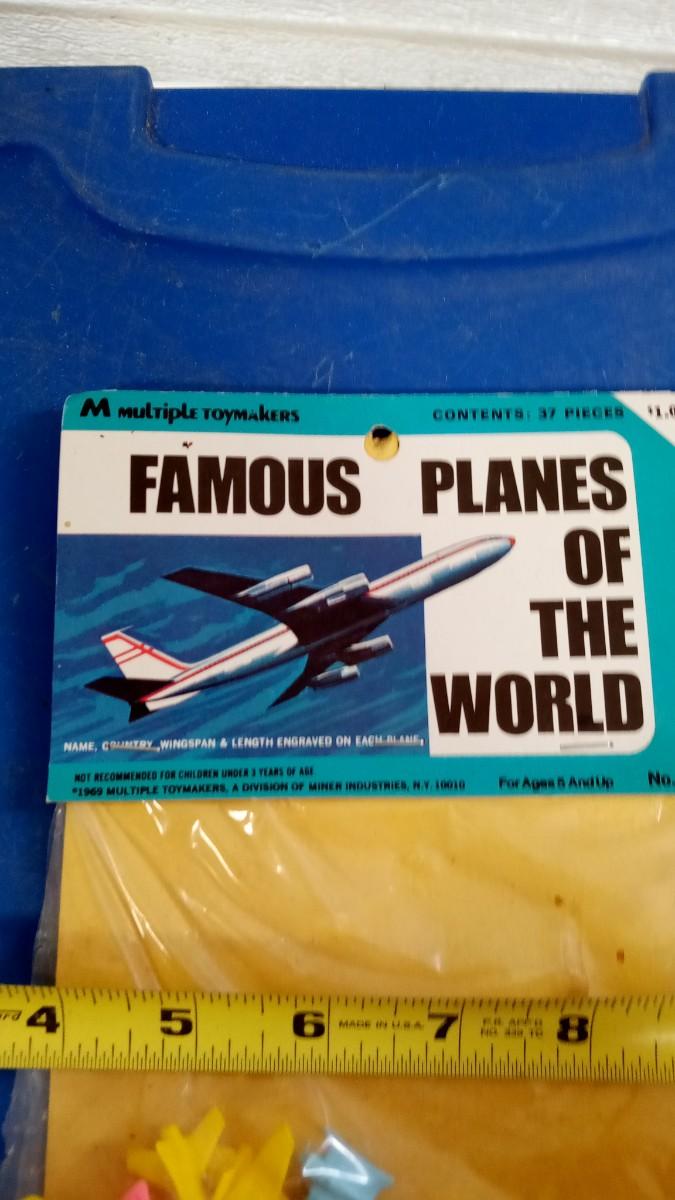 M MULTIPLE TOYMAKERS
CONTENTS: 37 PIECES
FAMOUS PLANES
OF
THE
WORLD
NAME, COUNTRY, WINGSPAN & LENGTH ENGRAVED ON EACH PLANE.
NOT RECOMMENDED FOR CHILDREN UNDER 3 YEARS OF AGE
©1969 MULTIPLE TOYMAKERS, A DIVISION OF MINER INDUSTRIES, N.Y. 10010
For Ages 5 And Up
No.
4 5 6 MADE IN U.S.A. 7 8